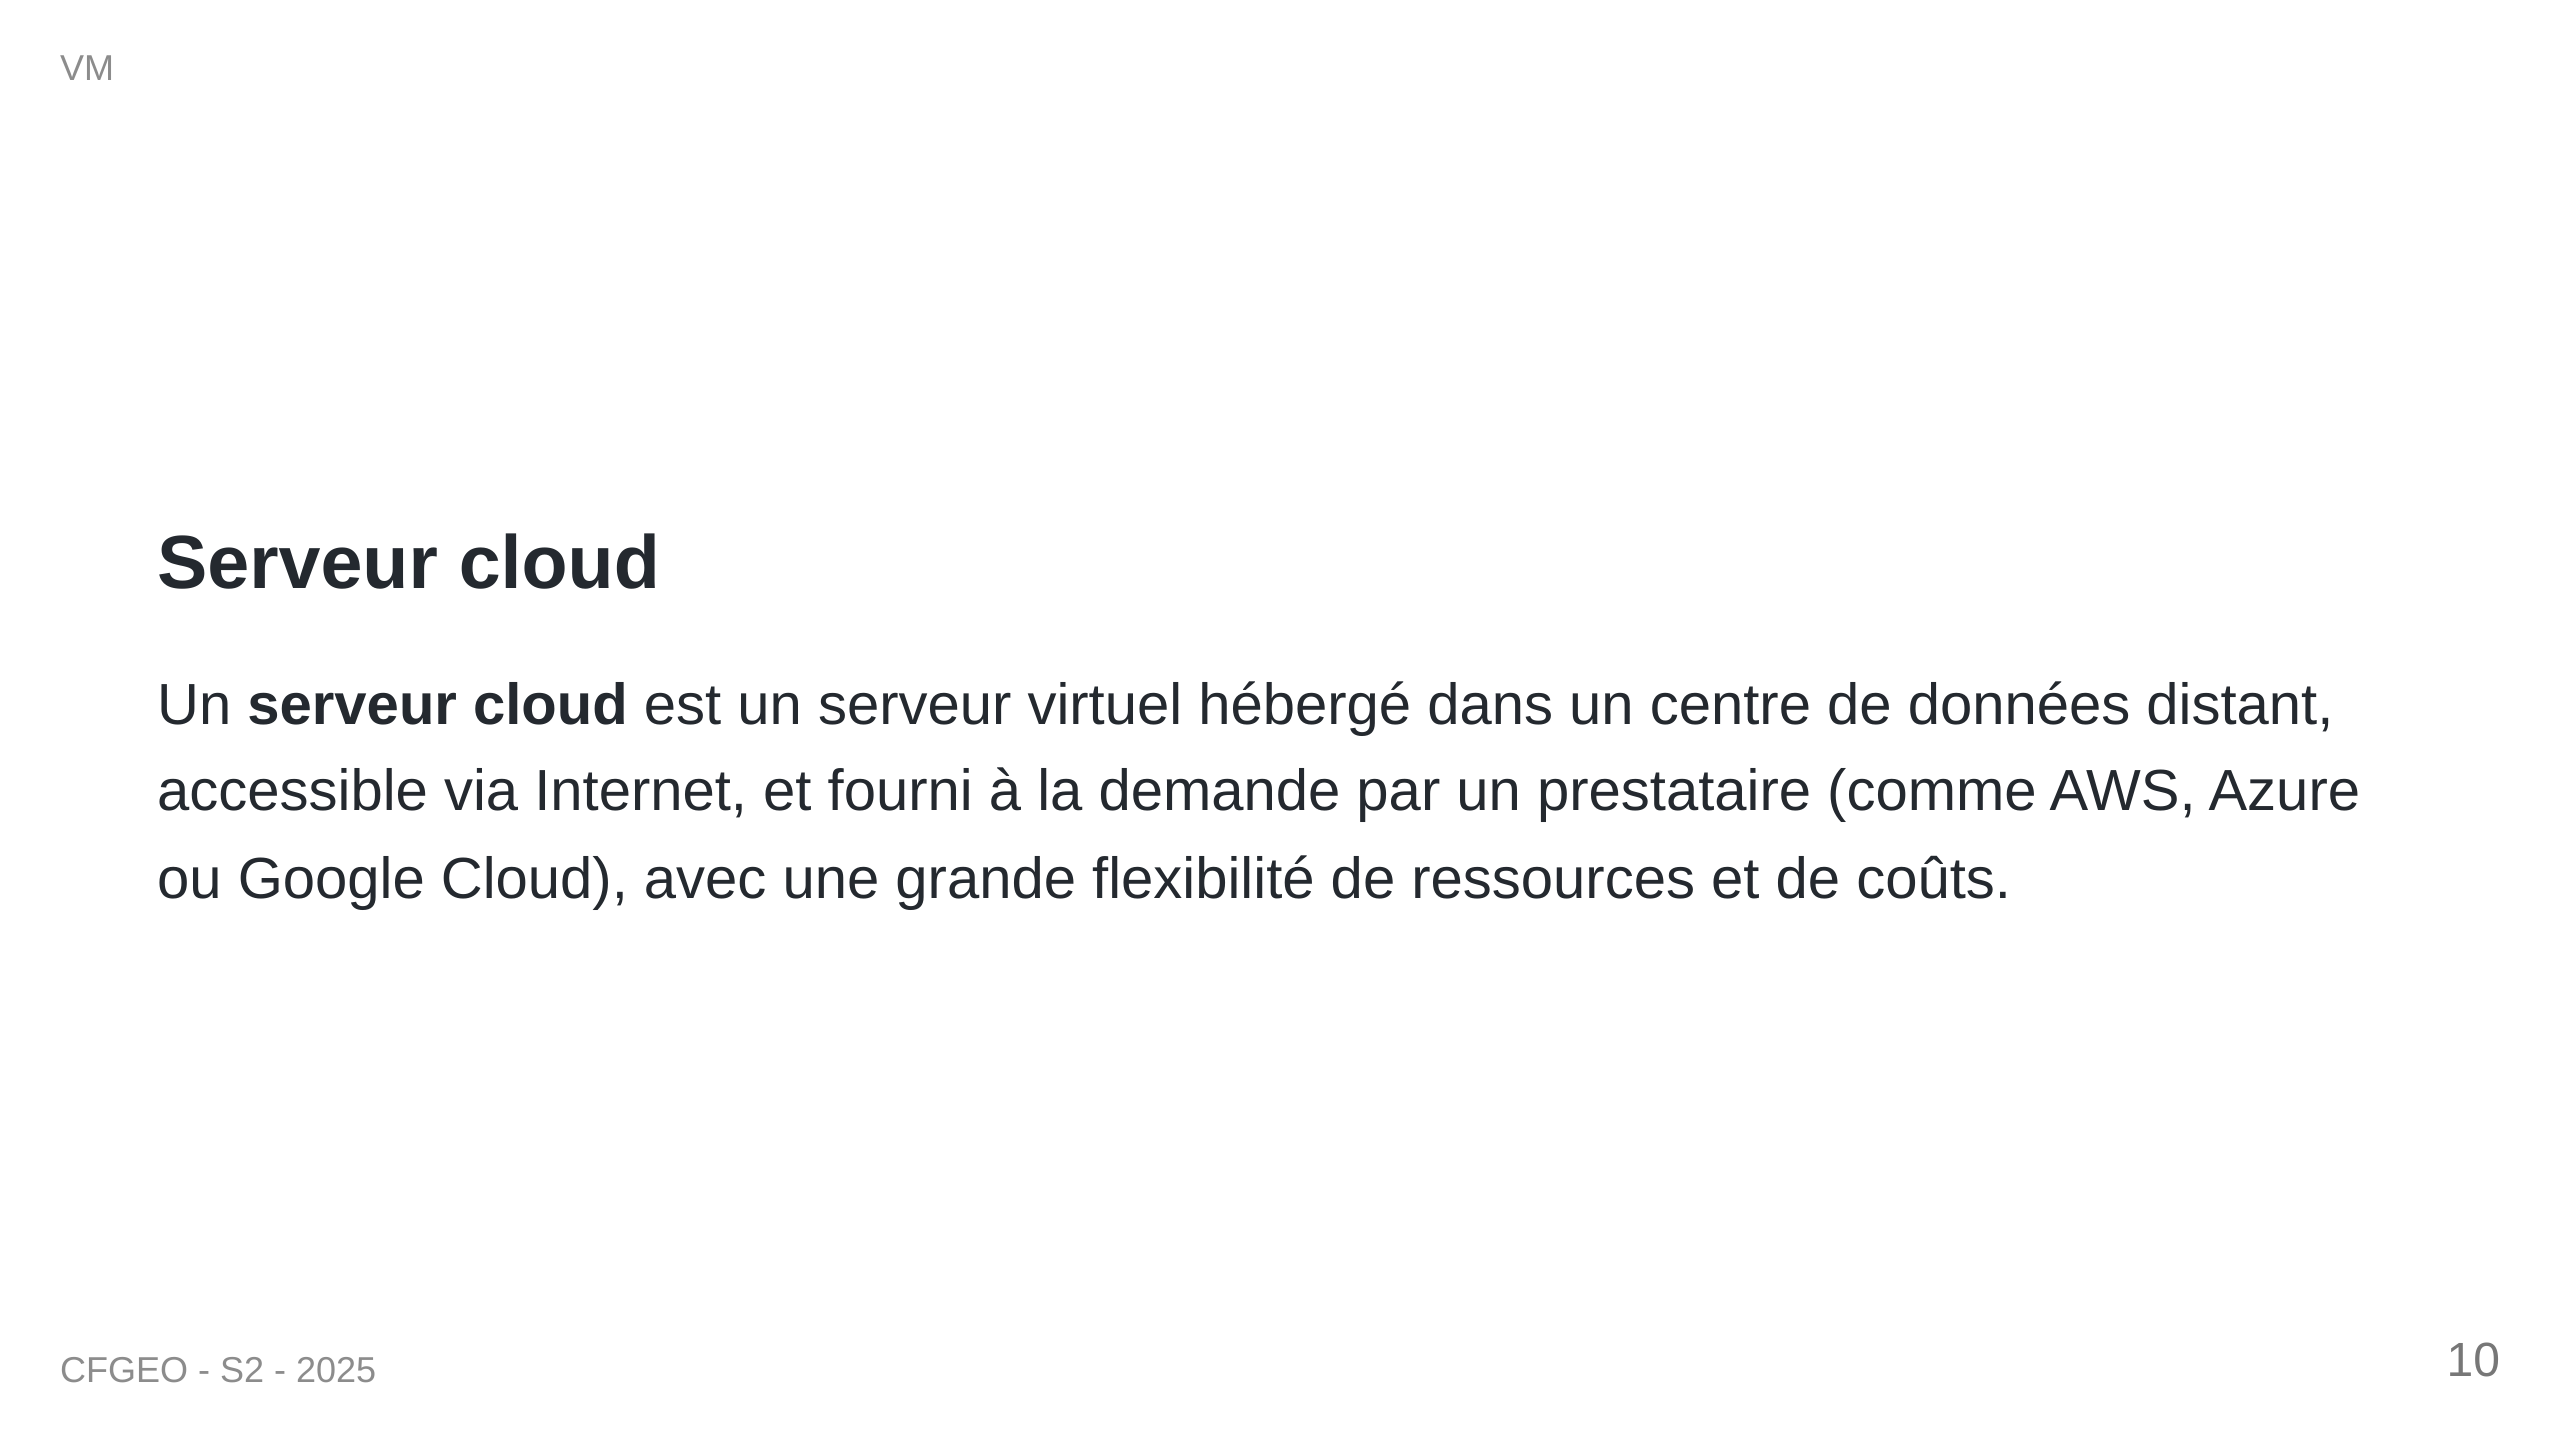 VM
Serveur cloud
Un serveur cloud est un serveur virtuel hébergé dans un centre de données distant,
accessible via Internet, et fourni à la demande par un prestataire (comme AWS, Azure
ou Google Cloud), avec une grande flexibilité de ressources et de coûts.
CFGEO - S2 - 2025
10